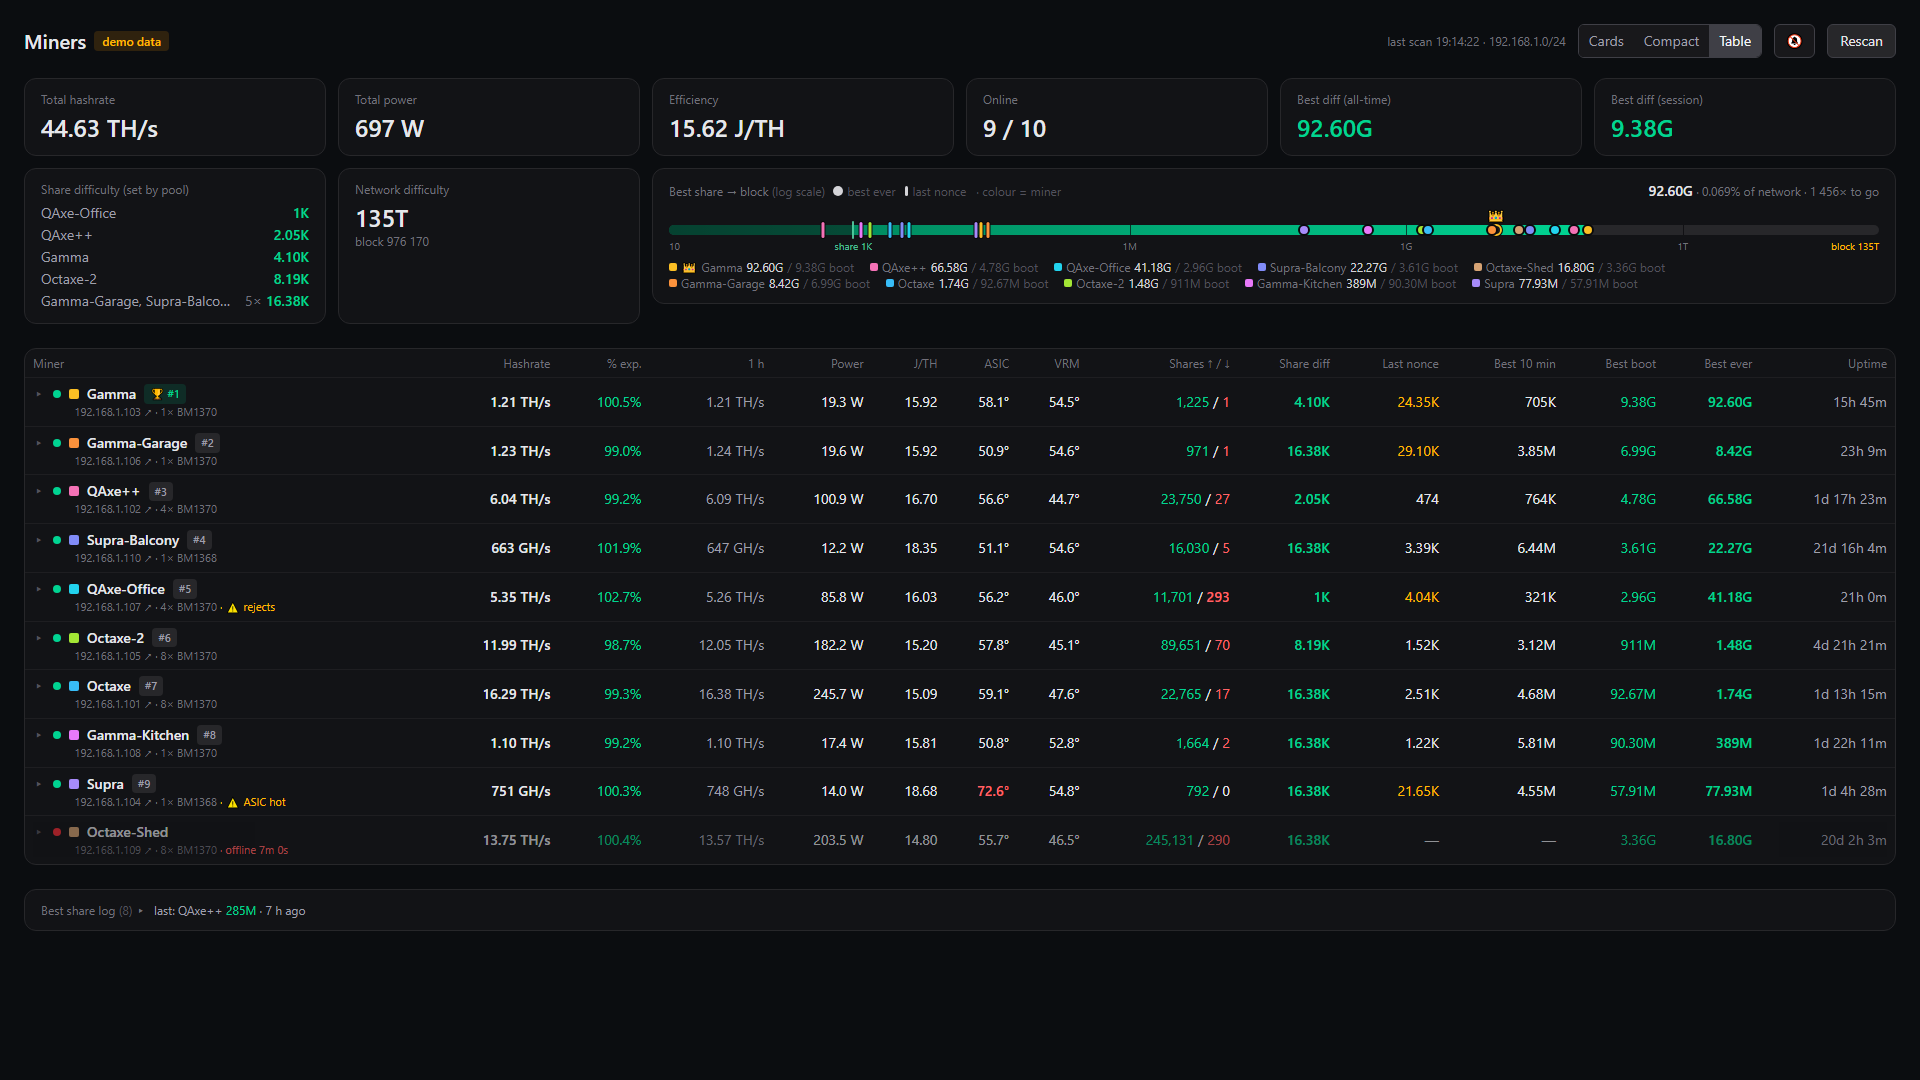 Miners demo data last scan 19:14:22 · 192.168.1.0/24 Cards Compact Table Rescan
Total hashrate
44.63 TH/s
Total power
697 W
Efficiency
15.62 J/TH
Online
9 / 10
Best diff (all-time)
92.60G
Best diff (session)
9.38G
Share difficulty (set by pool)
QAxe-Office 1K
QAxe++ 2.05K
Gamma 4.10K
Octaxe-2 8.19K
Gamma-Garage, Supra-Balco... 5× 16.38K
Network difficulty
135T
block 976 170
Best share → block (log scale) best ever last nonce · colour = miner 92.60G · 0.069% of network · 1 456× to go
10 share 1K 1M 1G 1T block 135T
Gamma 92.60G / 9.38G boot QAxe++ 66.58G / 4.78G boot QAxe-Office 41.18G / 2.96G boot Supra-Balcony 22.27G / 3.61G boot Octaxe-Shed 16.80G / 3.36G boot
Gamma-Garage 8.42G / 6.99G boot Octaxe 1.74G / 92.67M boot Octaxe-2 1.48G / 911M boot Gamma-Kitchen 389M / 90.30M boot Supra 77.93M / 57.91M boot
Miner Hashrate % exp. 1 h Power J/TH ASIC VRM Shares ↑ / ↓ Share diff Last nonce Best 10 min Best boot Best ever Uptime
Gamma #1 1.21 TH/s 100.5% 1.21 TH/s 19.3 W 15.92 58.1° 54.5° 1,225 / 1 4.10K 24.35K 705K 9.38G 92.60G 15h 45m
192.168.1.103 ↗ · 1× BM1370
Gamma-Garage #2 1.23 TH/s 99.0% 1.24 TH/s 19.6 W 15.92 50.9° 54.6° 971 / 1 16.38K 29.10K 3.85M 6.99G 8.42G 23h 9m
192.168.1.106 ↗ · 1× BM1370
QAxe++ #3 6.04 TH/s 99.2% 6.09 TH/s 100.9 W 16.70 56.6° 44.7° 23,750 / 27 2.05K 474 764K 4.78G 66.58G 1d 17h 23m
192.168.1.102 ↗ · 4× BM1370
Supra-Balcony #4 663 GH/s 101.9% 647 GH/s 12.2 W 18.35 51.1° 54.6° 16,030 / 5 16.38K 3.39K 6.44M 3.61G 22.27G 21d 16h 4m
192.168.1.110 ↗ · 1× BM1368
QAxe-Office #5 5.35 TH/s 102.7% 5.26 TH/s 85.8 W 16.03 56.2° 46.0° 11,701 / 293 1K 4.04K 321K 2.96G 41.18G 21h 0m
192.168.1.107 ↗ · 4× BM1370 · ⚠ rejects
Octaxe-2 #6 11.99 TH/s 98.7% 12.05 TH/s 182.2 W 15.20 57.8° 45.1° 89,651 / 70 8.19K 1.52K 3.12M 911M 1.48G 4d 21h 21m
192.168.1.105 ↗ · 8× BM1370
Octaxe #7 16.29 TH/s 99.3% 16.38 TH/s 245.7 W 15.09 59.1° 47.6° 22,765 / 17 16.38K 2.51K 4.68M 92.67M 1.74G 1d 13h 15m
192.168.1.101 ↗ · 8× BM1370
Gamma-Kitchen #8 1.10 TH/s 99.2% 1.10 TH/s 17.4 W 15.81 50.8° 52.8° 1,664 / 2 16.38K 1.22K 5.81M 90.30M 389M 1d 22h 11m
192.168.1.108 ↗ · 1× BM1370
Supra #9 751 GH/s 100.3% 748 GH/s 14.0 W 18.68 72.6° 54.8° 792 / 0 16.38K 21.65K 4.55M 57.91M 77.93M 1d 4h 28m
192.168.1.104 ↗ · 1× BM1368 · ⚠ ASIC hot
Octaxe-Shed 13.75 TH/s 100.4% 13.57 TH/s 203.5 W 14.80 55.7° 46.5° 245,131 / 290 16.38K — — 3.36G 16.80G 20d 2h 3m
192.168.1.109 ↗ · 8× BM1370 · offline 7m 0s
Best share log (8) ▸ last: QAxe++ 285M · 7 h ago